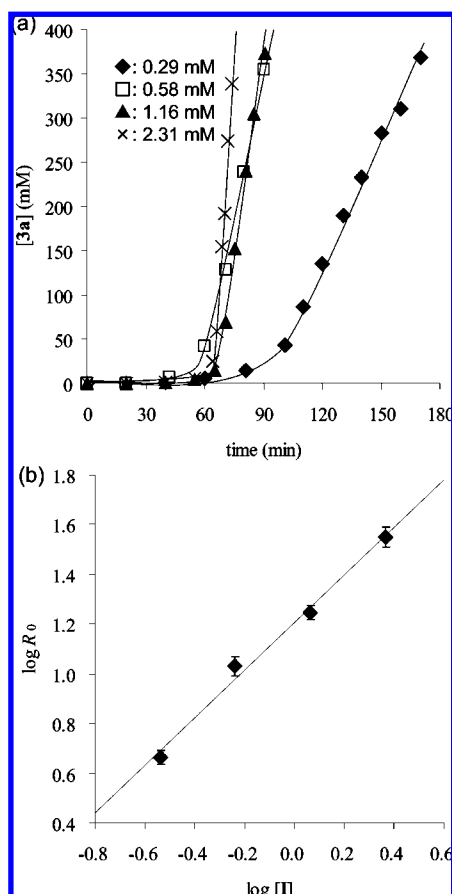 (a)
◆: 0.29 mM
□: 0.58 mM
▲: 1.16 mM
×: 2.31 mM
[3a] (mM)
400
350
300
250
200
150
100
50
0
0 30 60 90 120 150 180
time (min)
(b)
log R0
1.8
1.6
1.4
1.2
1.0
0.8
0.6
0.4
-0.8 -0.6 -0.4 -0.2 0.0 0.2 0.4 0.6